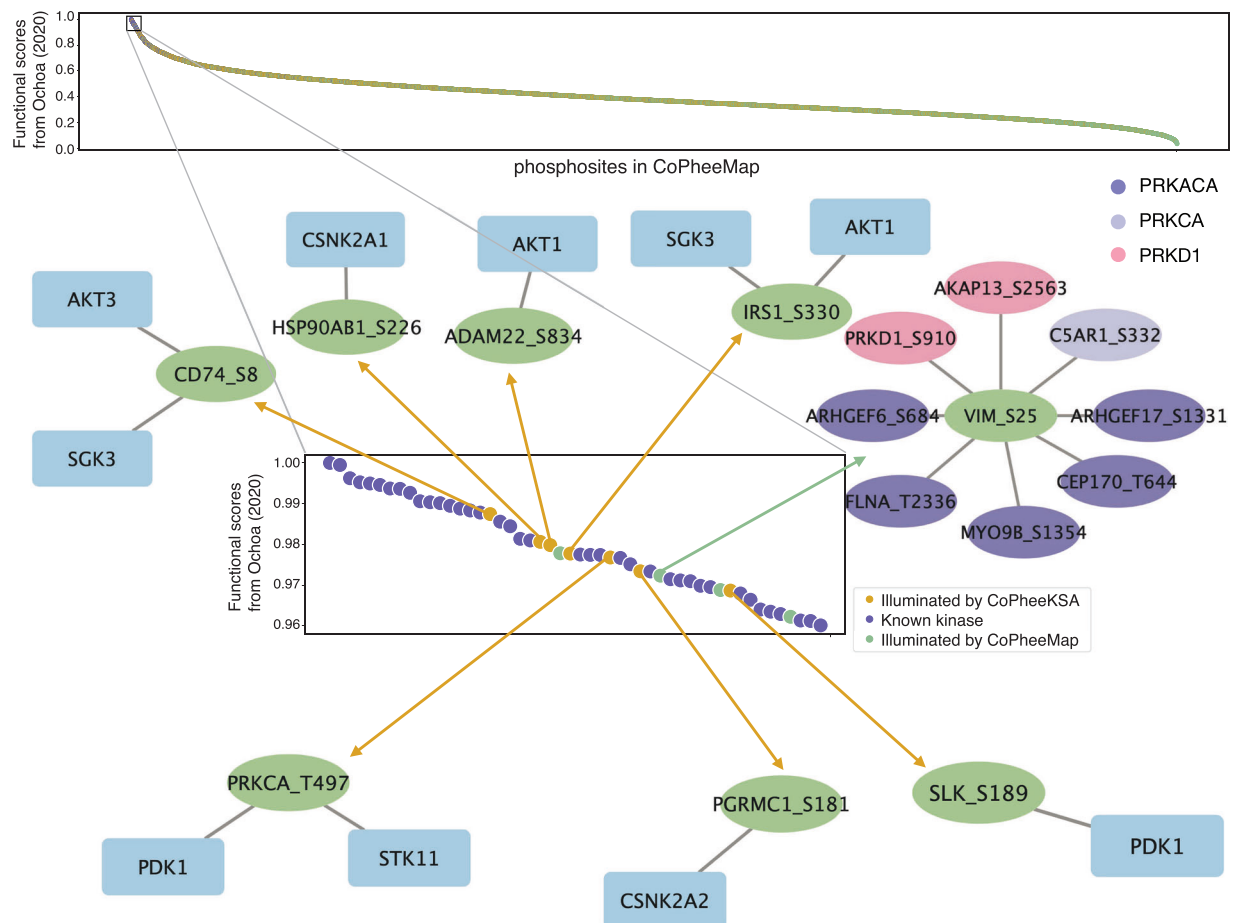 Functional scores
from Ochoa (2020)
1.0
0.8
0.6
0.4
0.2
0.0
phosphosites in CoPheeMap
PRKACA
PRKCA
PRKD1
CSNK2A1
AKT1
SGK3
AKT1
AKT3
HSP90AB1_S226
ADAM22_S834
IRS1_S330
CD74_S8
SGK3
AKAP13_S2563
PRKD1_S910
C5AR1_S332
ARHGEF6_S684
VIM_S25
ARHGEF17_S1331
FLNA_T2336
CEP170_T644
MYO9B_S1354
Functional scores
from Ochoa (2020)
1.00
0.99
0.98
0.97
0.96
Illuminated by CoPheeKSA
Known kinase
Illuminated by CoPheeMap
PRKCA_T497
PDK1
STK11
PGRMC1_S181
CSNK2A2
SLK_S189
PDK1